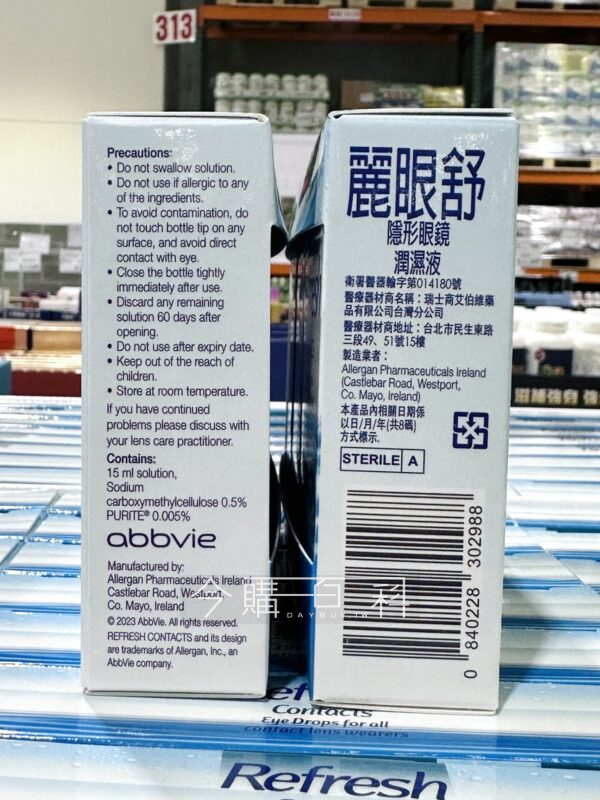 313
Precautions:
• Do not swallow solution.
• Do not use if allergic to any
of the ingredients.
• To avoid contamination, do
not touch bottle tip on any
surface, and avoid direct
contact with eye.
• Close the bottle tightly
immediately after use.
• Discard any remaining
solution 60 days after
opening.
• Do not use after expiry date.
• Keep out of the reach of
children.
• Store at room temperature.
If you have continued
problems please discuss with
your lens care practitioner.
Contains:
15 ml solution,
Sodium
carboxymethylcellulose 0.5%
PURITE® 0.005%
abbvie
Manufactured by:
Allergan Pharmaceuticals Ireland
Castlebar Road, Westport,
Co. Mayo, Ireland
© 2023 AbbVie. All rights reserved.
REFRESH CONTACTS and its design
are trademarks of Allergan, Inc., an
AbbVie company.
麗眼舒
隱形眼鏡
潤濕液
衛署醫器輸字第014180號
醫療器材商名稱：瑞士商艾伯維藥
品有限公司台灣分公司
醫療器材商地址：台北市民生東路
三段49、51號15樓
製造業者：
Allergan Pharmaceuticals Ireland
(Castlebar Road, Westport,
Co. Mayo, Ireland)
本產品內相關日期係
以日/月/年(共8碼)
方式標示.
STERILE A
0 840228 302988
今購百科
Contacts
Eye Drops for all
contact lens wearers
Refresh